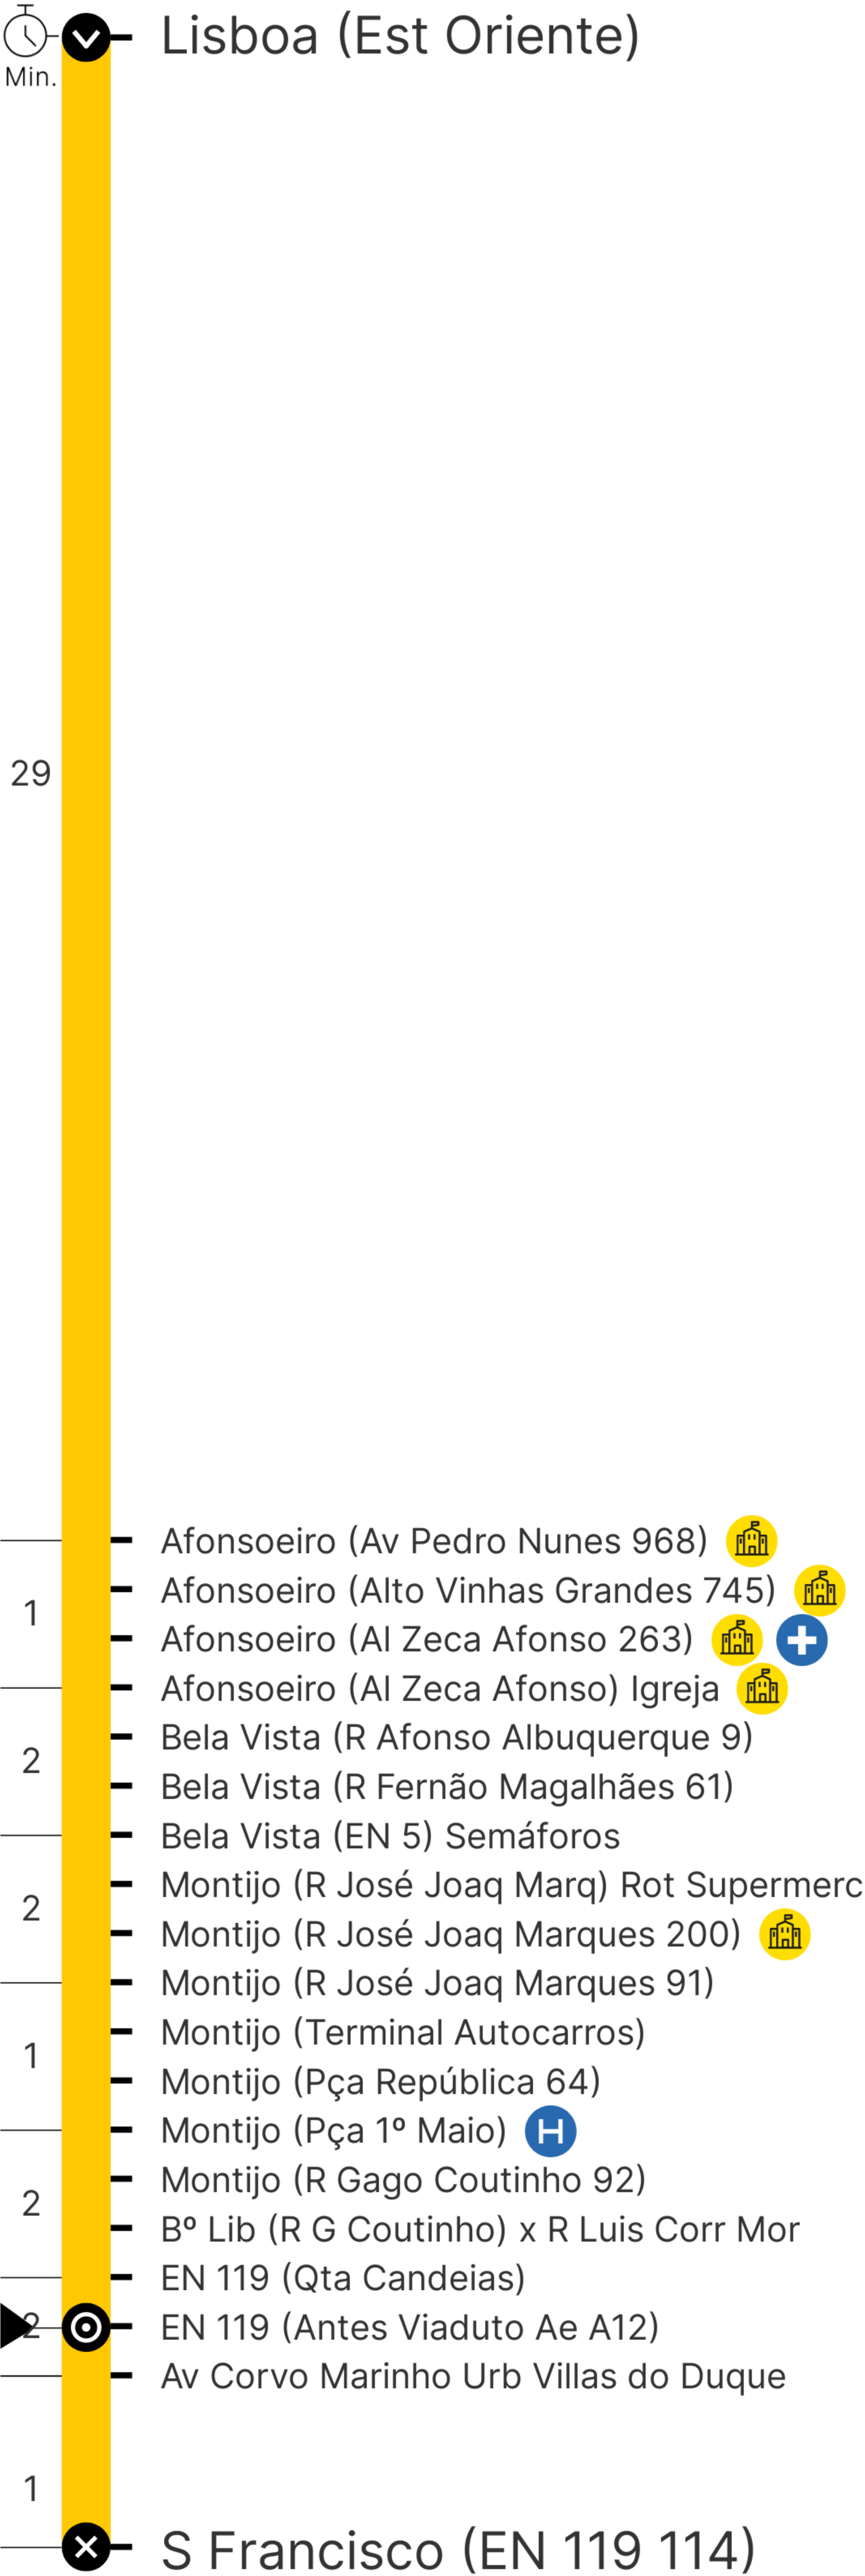 Lisboa (Est Oriente)
Min.
29
Afonsoeiro (Av Pedro Nunes 968)
Afonsoeiro (Alto Vinhas Grandes 745)
1
Afonsoeiro (Al Zeca Afonso 263)
Afonsoeiro (Al Zeca Afonso) Igreja
Bela Vista (R Afonso Albuquerque 9)
2
Bela Vista (R Fernão Magalhães 61)
Bela Vista (EN 5) Semáforos
Montijo (R José Joaq Marq) Rot Supermerc
2
Montijo (R José Joaq Marques 200)
Montijo (R José Joaq Marques 91)
Montijo (Terminal Autocarros)
1
Montijo (Pça República 64)
Montijo (Pça 1º Maio) H
Montijo (R Gago Coutinho 92)
2
Bº Lib (R G Coutinho) x R Luis Corr Mor
EN 119 (Qta Candeias)
2 EN 119 (Antes Viaduto Ae A12)
Av Corvo Marinho Urb Villas do Duque
1
S Francisco (EN 119 114)